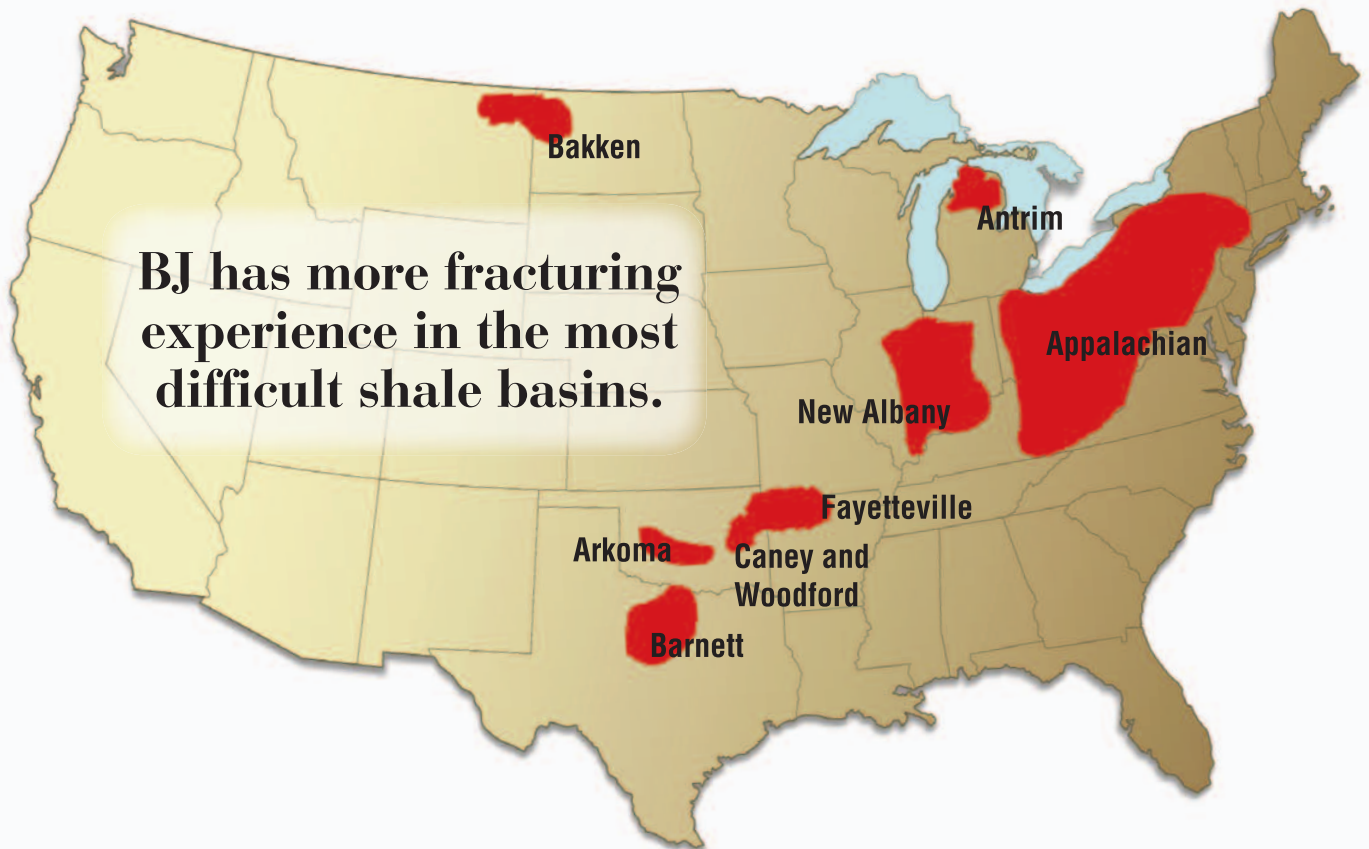 Bakken
Antrim
BJ has more fracturing
experience in the most
difficult shale basins.
Appalachian
New Albany
Fayetteville
Arkoma
Caney and
Woodford
Barnett